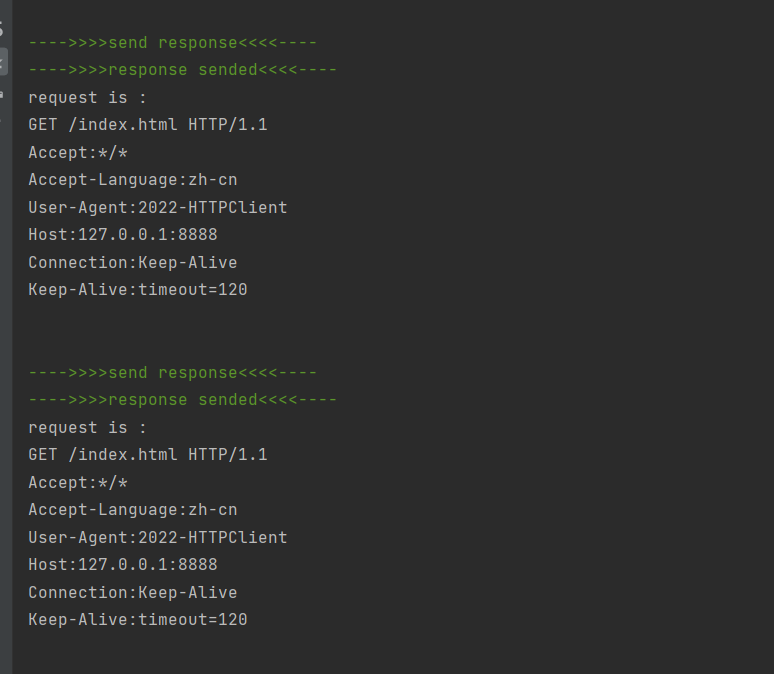 ---->>>>send response<<<<----
---->>>>response sended<<<<----
request is :
GET /index.html HTTP/1.1
Accept:*/*
Accept-Language:zh-cn
User-Agent:2022-HTTPClient
Host:127.0.0.1:8888
Connection:Keep-Alive
Keep-Alive:timeout=120
---->>>>send response<<<<----
---->>>>response sended<<<<----
request is :
GET /index.html HTTP/1.1
Accept:*/*
Accept-Language:zh-cn
User-Agent:2022-HTTPClient
Host:127.0.0.1:8888
Connection:Keep-Alive
Keep-Alive:timeout=120